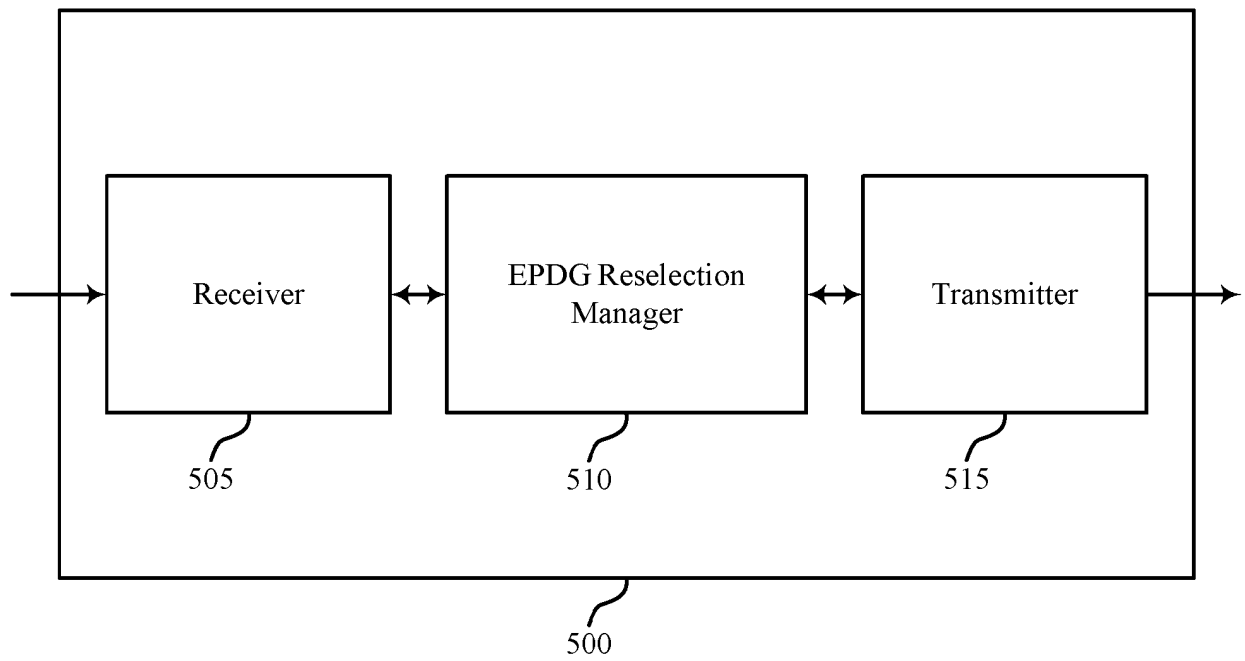 Receiver
EPDG Reselection
Manager
Transmitter
505
510
515
500